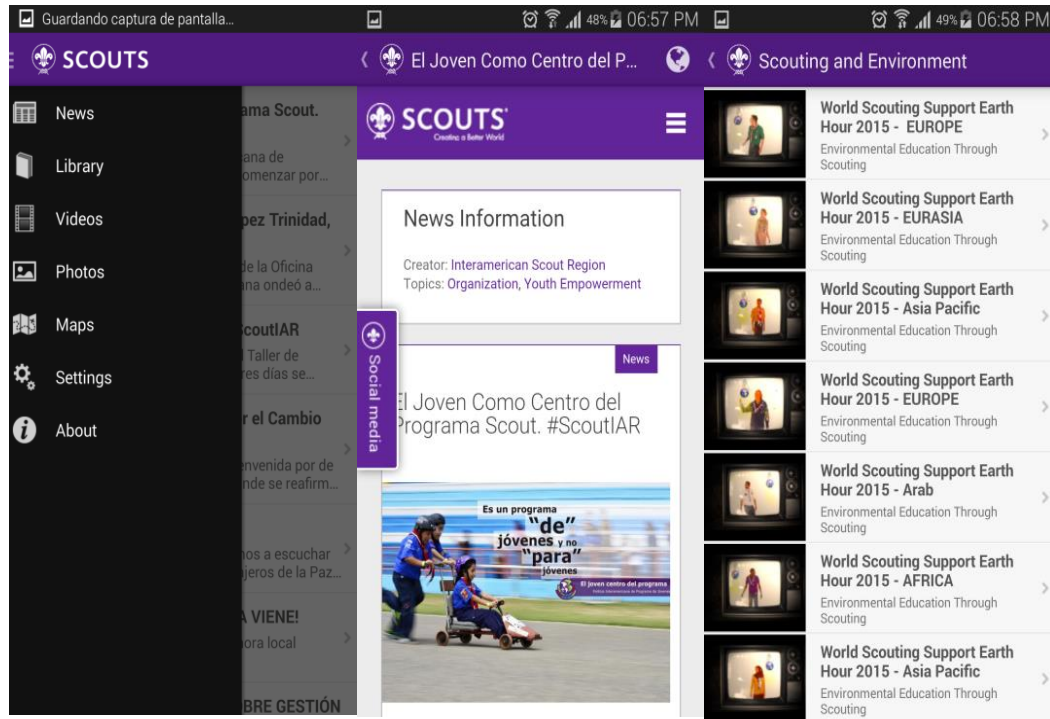 Guardando captura de pantalla...
SCOUTS
News
Library
Videos
Photos
Maps
Settings
About
ama Scout.
ana de
omenzar por...
pez Trinidad,
de la Oficina
na ondeó a...
ScoutIAR
l Taller de
res días se...
r el Cambio
envenida por de
nde se reafirm...
nos a escuchar
ajeros de la Paz...
A VIENE!
hora local
BRE GESTIÓN
48% 06:57 PM
El Joven Como Centro del P...
SCOUTS
Creating a Better World
News Information
Creator: Interamerican Scout Region
Topics: Organization, Youth Empowerment
Social media
News
El Joven Como Centro del
Programa Scout. #ScoutIAR
Es un programa
"de"
jóvenes y no
"para"
jóvenes
El joven centro del programa
49% 06:58 PM
Scouting and Environment
World Scouting Support Earth
Hour 2015 - EUROPE
Environmental Education Through
Scouting
World Scouting Support Earth
Hour 2015 - EURASIA
Environmental Education Through
Scouting
World Scouting Support Earth
Hour 2015 - Asia Pacific
Environmental Education Through
Scouting
World Scouting Support Earth
Hour 2015 - EUROPE
Environmental Education Through
Scouting
World Scouting Support Earth
Hour 2015 - Arab
Environmental Education Through
Scouting
World Scouting Support Earth
Hour 2015 - AFRICA
Environmental Education Through
Scouting
World Scouting Support Earth
Hour 2015 - Asia Pacific
Environmental Education Through
Scouting